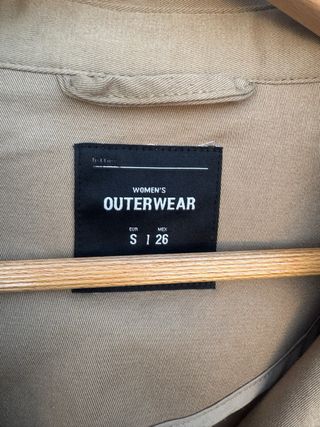 WOMEN'S
OUTERWEAR
EUR MEX
S | 26